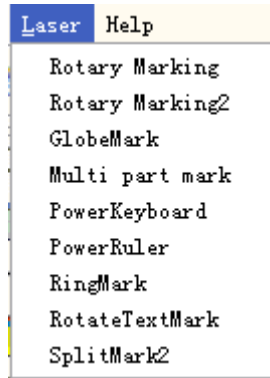 Laser Help
Rotary Marking
Rotary Marking2
GlobeMark
Multi part mark
PowerKeyboard
PowerRuler
RingMark
RotateTextMark
SplitMark2